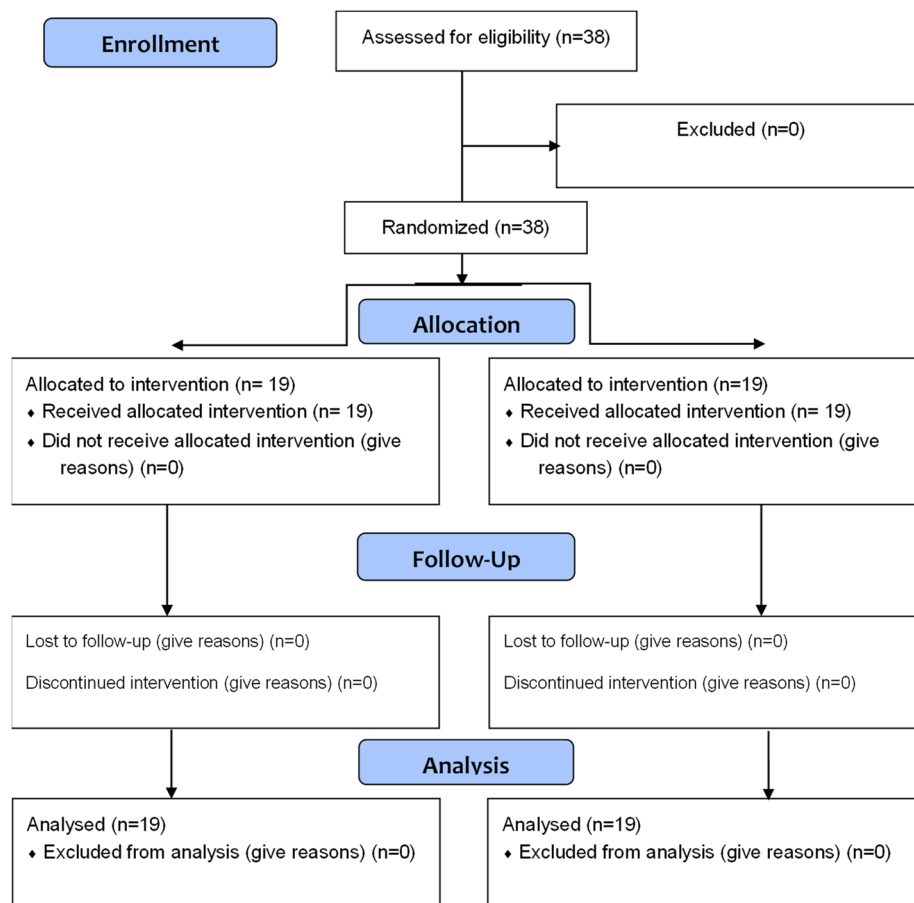 Enrollment
Assessed for eligibility (n=38)
Excluded (n=0)
Randomized (n=38)
Allocation
Allocated to intervention (n= 19)
♦ Received allocated intervention (n= 19)
♦ Did not receive allocated intervention (give
reasons) (n=0)
Allocated to intervention (n=19)
♦ Received allocated intervention (n= 19)
♦ Did not receive allocated intervention (give
reasons) (n=0)
Follow-Up
Lost to follow-up (give reasons) (n=0)
Discontinued intervention (give reasons) (n=0)
Lost to follow-up (give reasons) (n=0)
Discontinued intervention (give reasons) (n=0)
Analysis
Analysed (n=19)
♦ Excluded from analysis (give reasons) (n=0)
Analysed (n=19)
♦ Excluded from analysis (give reasons) (n=0)